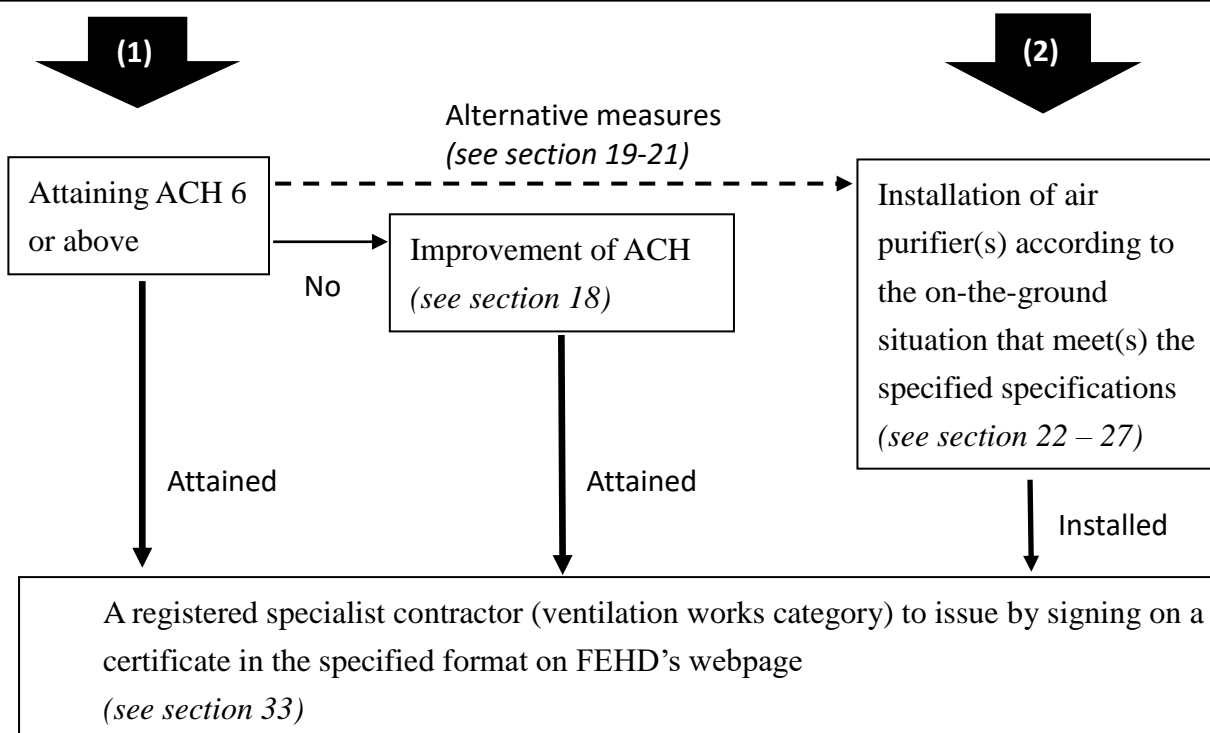 (1)
(2)
Alternative measures
(see section 19-21)
Attaining ACH 6
or above
No
Improvement of ACH
(see section 18)
Installation of air
purifier(s) according to
the on-the-ground
situation that meet(s) the
specified specifications
(see section 22 – 27)
Attained
Attained
Installed
A registered specialist contractor (ventilation works category) to issue by signing on a
certificate in the specified format on FEHD’s webpage
(see section 33)